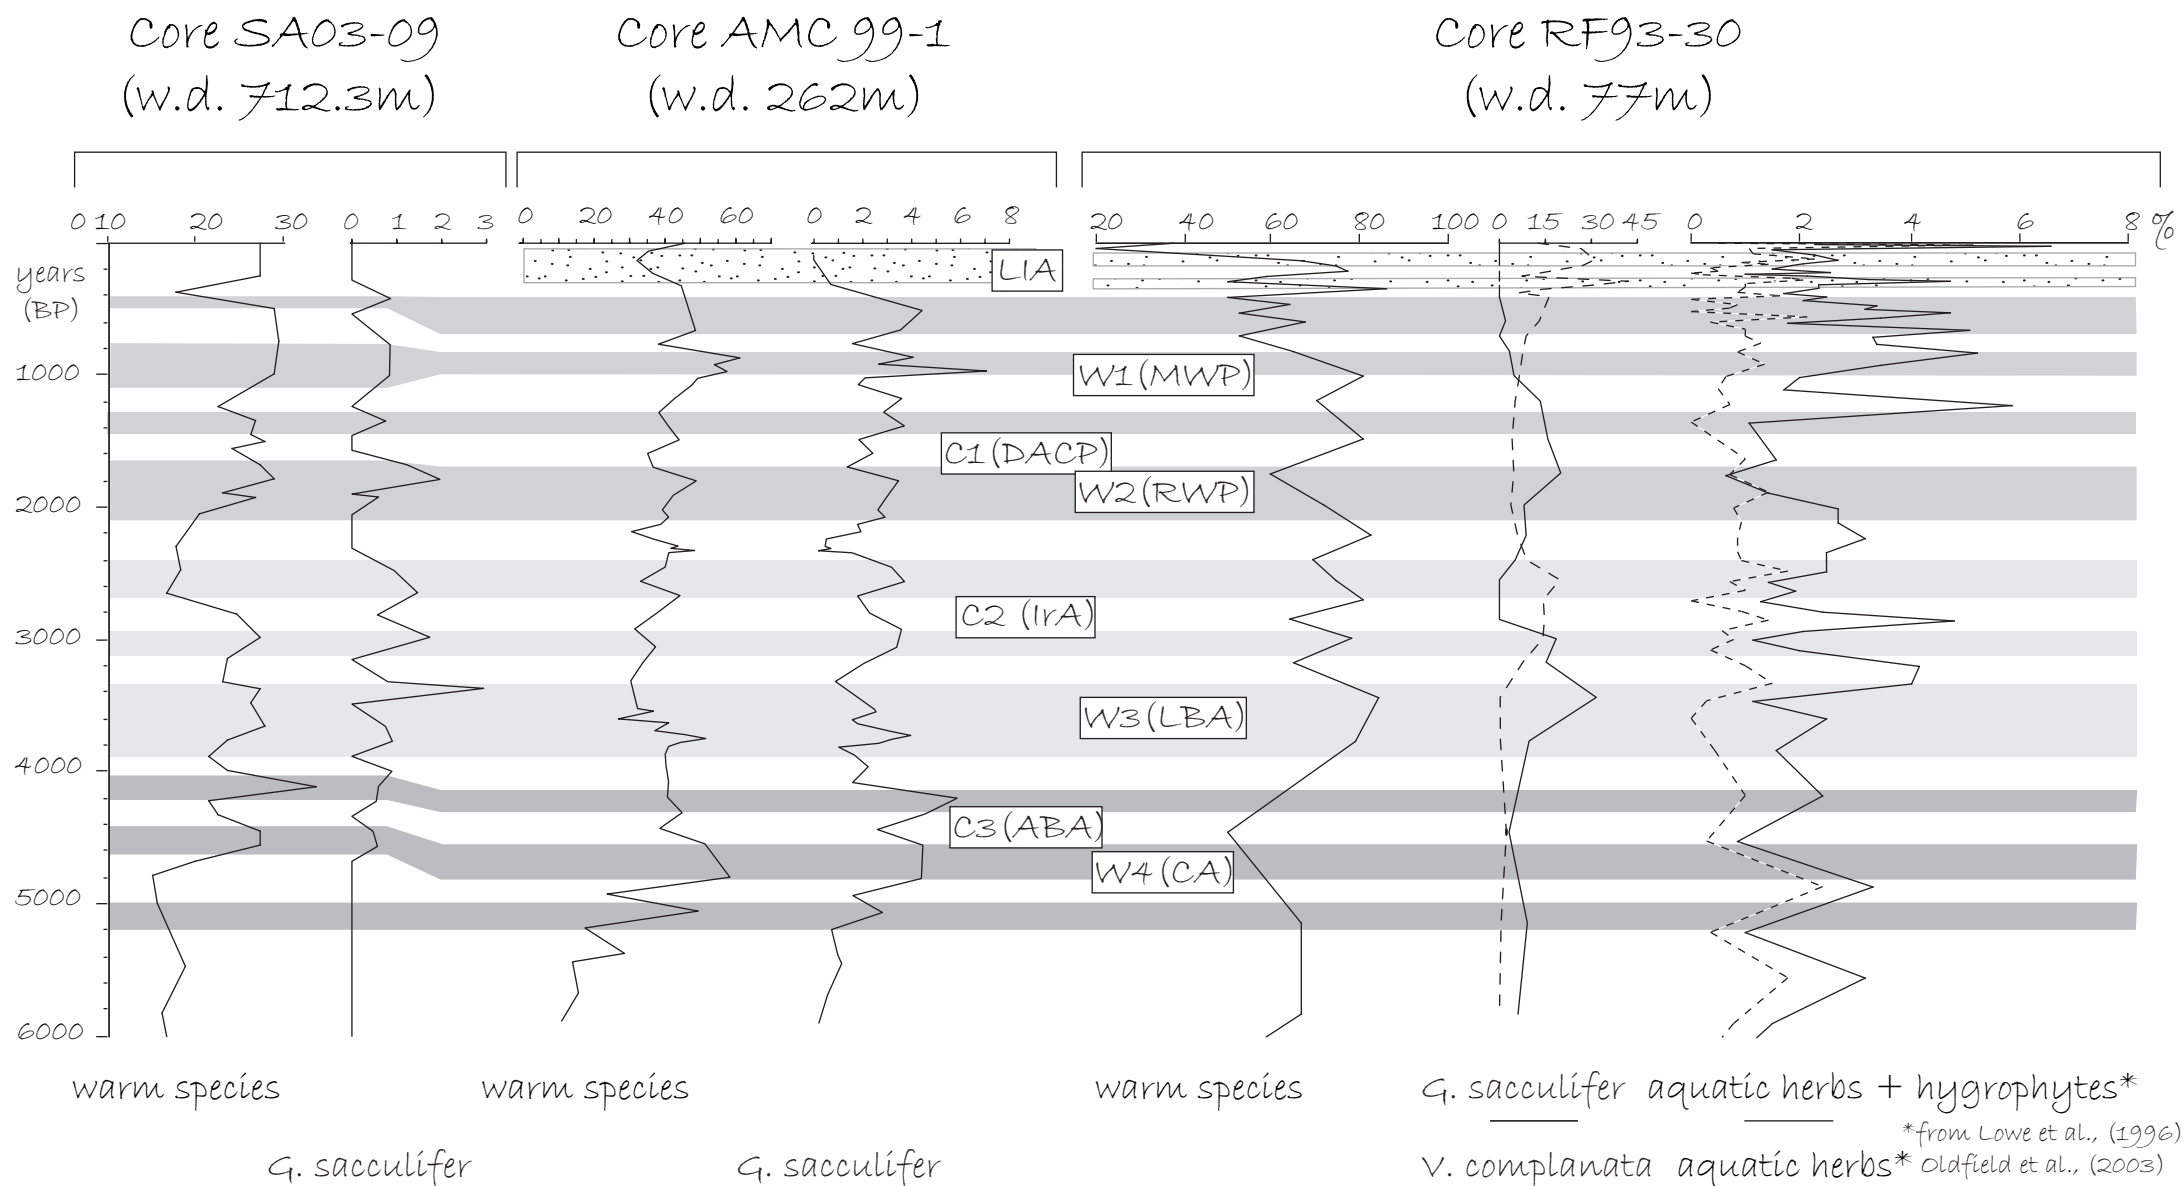 Core SA03-09
(w.d. 712.3m)
Core AMC 99-1
(w.d. 262m)
Core RF93-30
(w.d. 77m)
0 10 20 30 0 1 2 3
0 20 40 60 0 2 4 6 8
20 40 60 80 100 0 15 30 45 0 2 4 6 8 %
years
(BP)
LIA
1000
W1 (MWP)
C1 (DACP)
W2 (RWP)
2000
C2 (IrA)
3000
W3 (LBA)
4000
C3 (ABA)
W4 (CA)
5000
6000
warm species
G. sacculifer
warm species
G. sacculifer
warm species
G. sacculifer
V. complanata
aquatic herbs + hygrophytes*
aquatic herbs*
*from Lowe et al., (1996)
Oldfield et al., (2003)